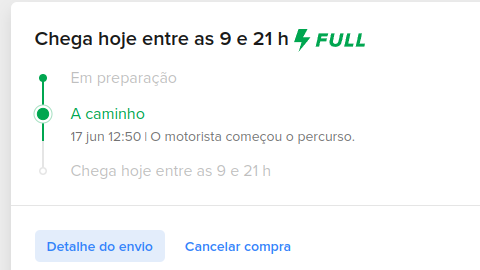 Chega hoje entre as 9 e 21 h FULL
Em preparação
A caminho
17 jun 12:50 | O motorista começou o percurso.
Chega hoje entre as 9 e 21 h
Detalhe do envio Cancelar compra